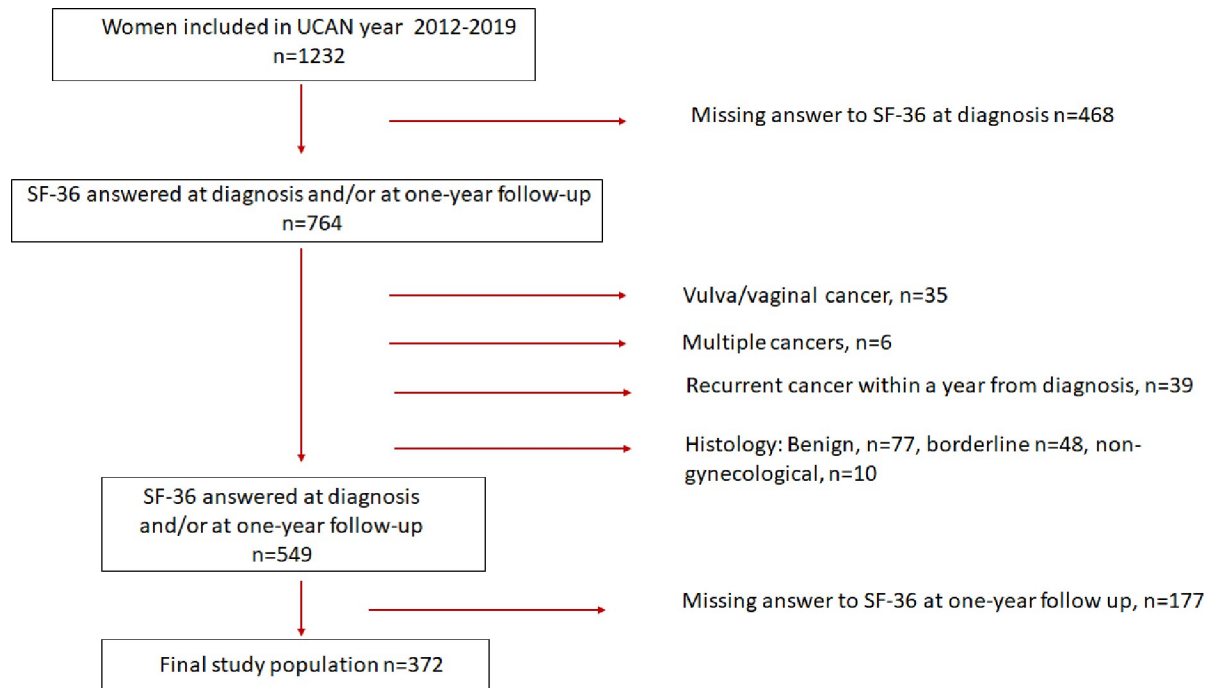 Women included in UCAN year 2012-2019
n=1232
Missing answer to SF-36 at diagnosis n=468
SF-36 answered at diagnosis and/or at one-year follow-up
n=764
Vulva/vaginal cancer, n=35
Multiple cancers, n=6
Recurrent cancer within a year from diagnosis, n=39
Histology: Benign, n=77, borderline n=48, non-
gynecological, n=10
SF-36 answered at diagnosis
and/or at one-year follow-up
n=549
Missing answer to SF-36 at one-year follow up, n=177
Final study population n=372